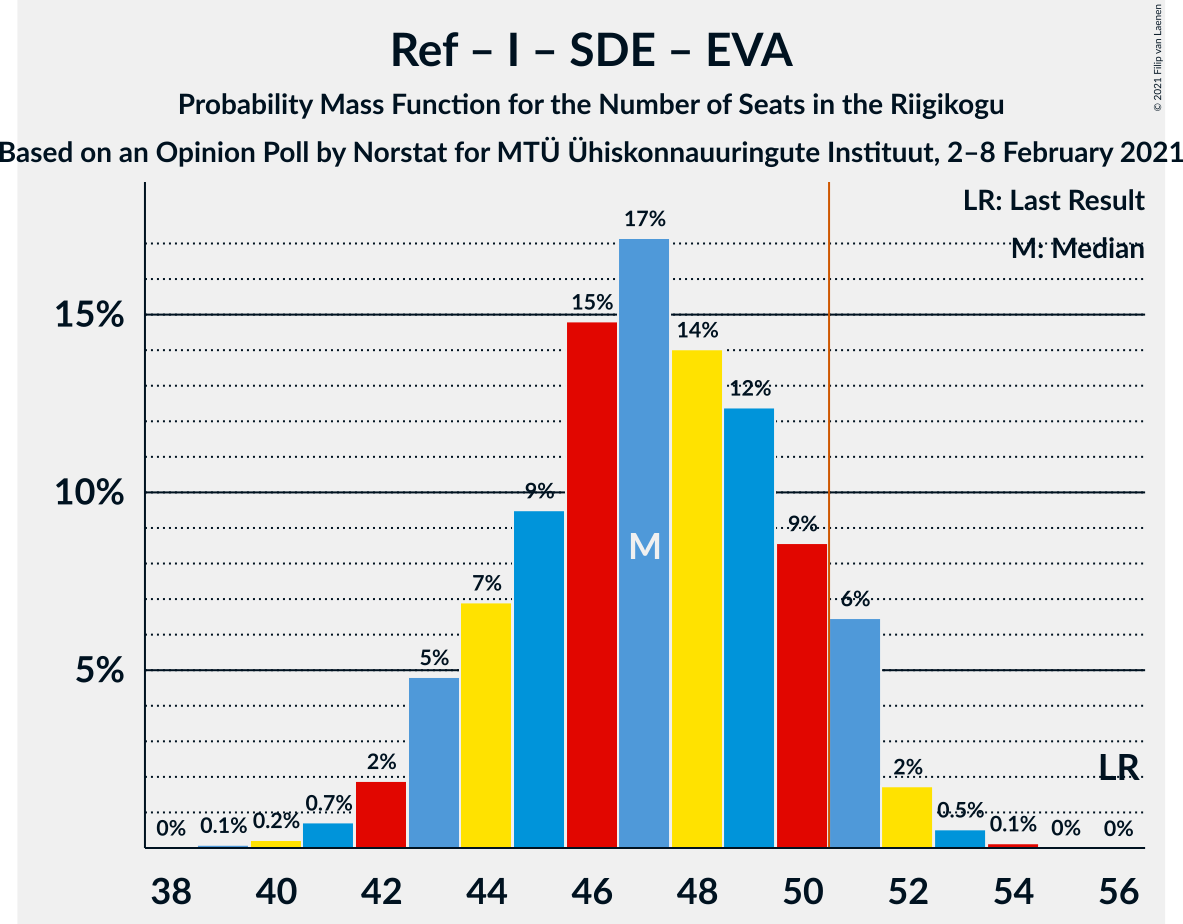 Ref – I – SDE – EVA
Probability Mass Function for the Number of Seats in the Riigikogu
Based on an Opinion Poll by Norstat for MTÜ Ühiskonnauuringute Instituut, 2–8 February 2021
© 2021 Filip van Laenen
LR: Last Result
M: Median
17%
15%
15%
14%
12%
10%
9%
9%
M
7%
6%
5%
5%
2%
2%
LR
0.7%
0.5%
0% 0.1% 0.2%
0.1% 0% 0%
38 40 42 44 46 48 50 52 54 56